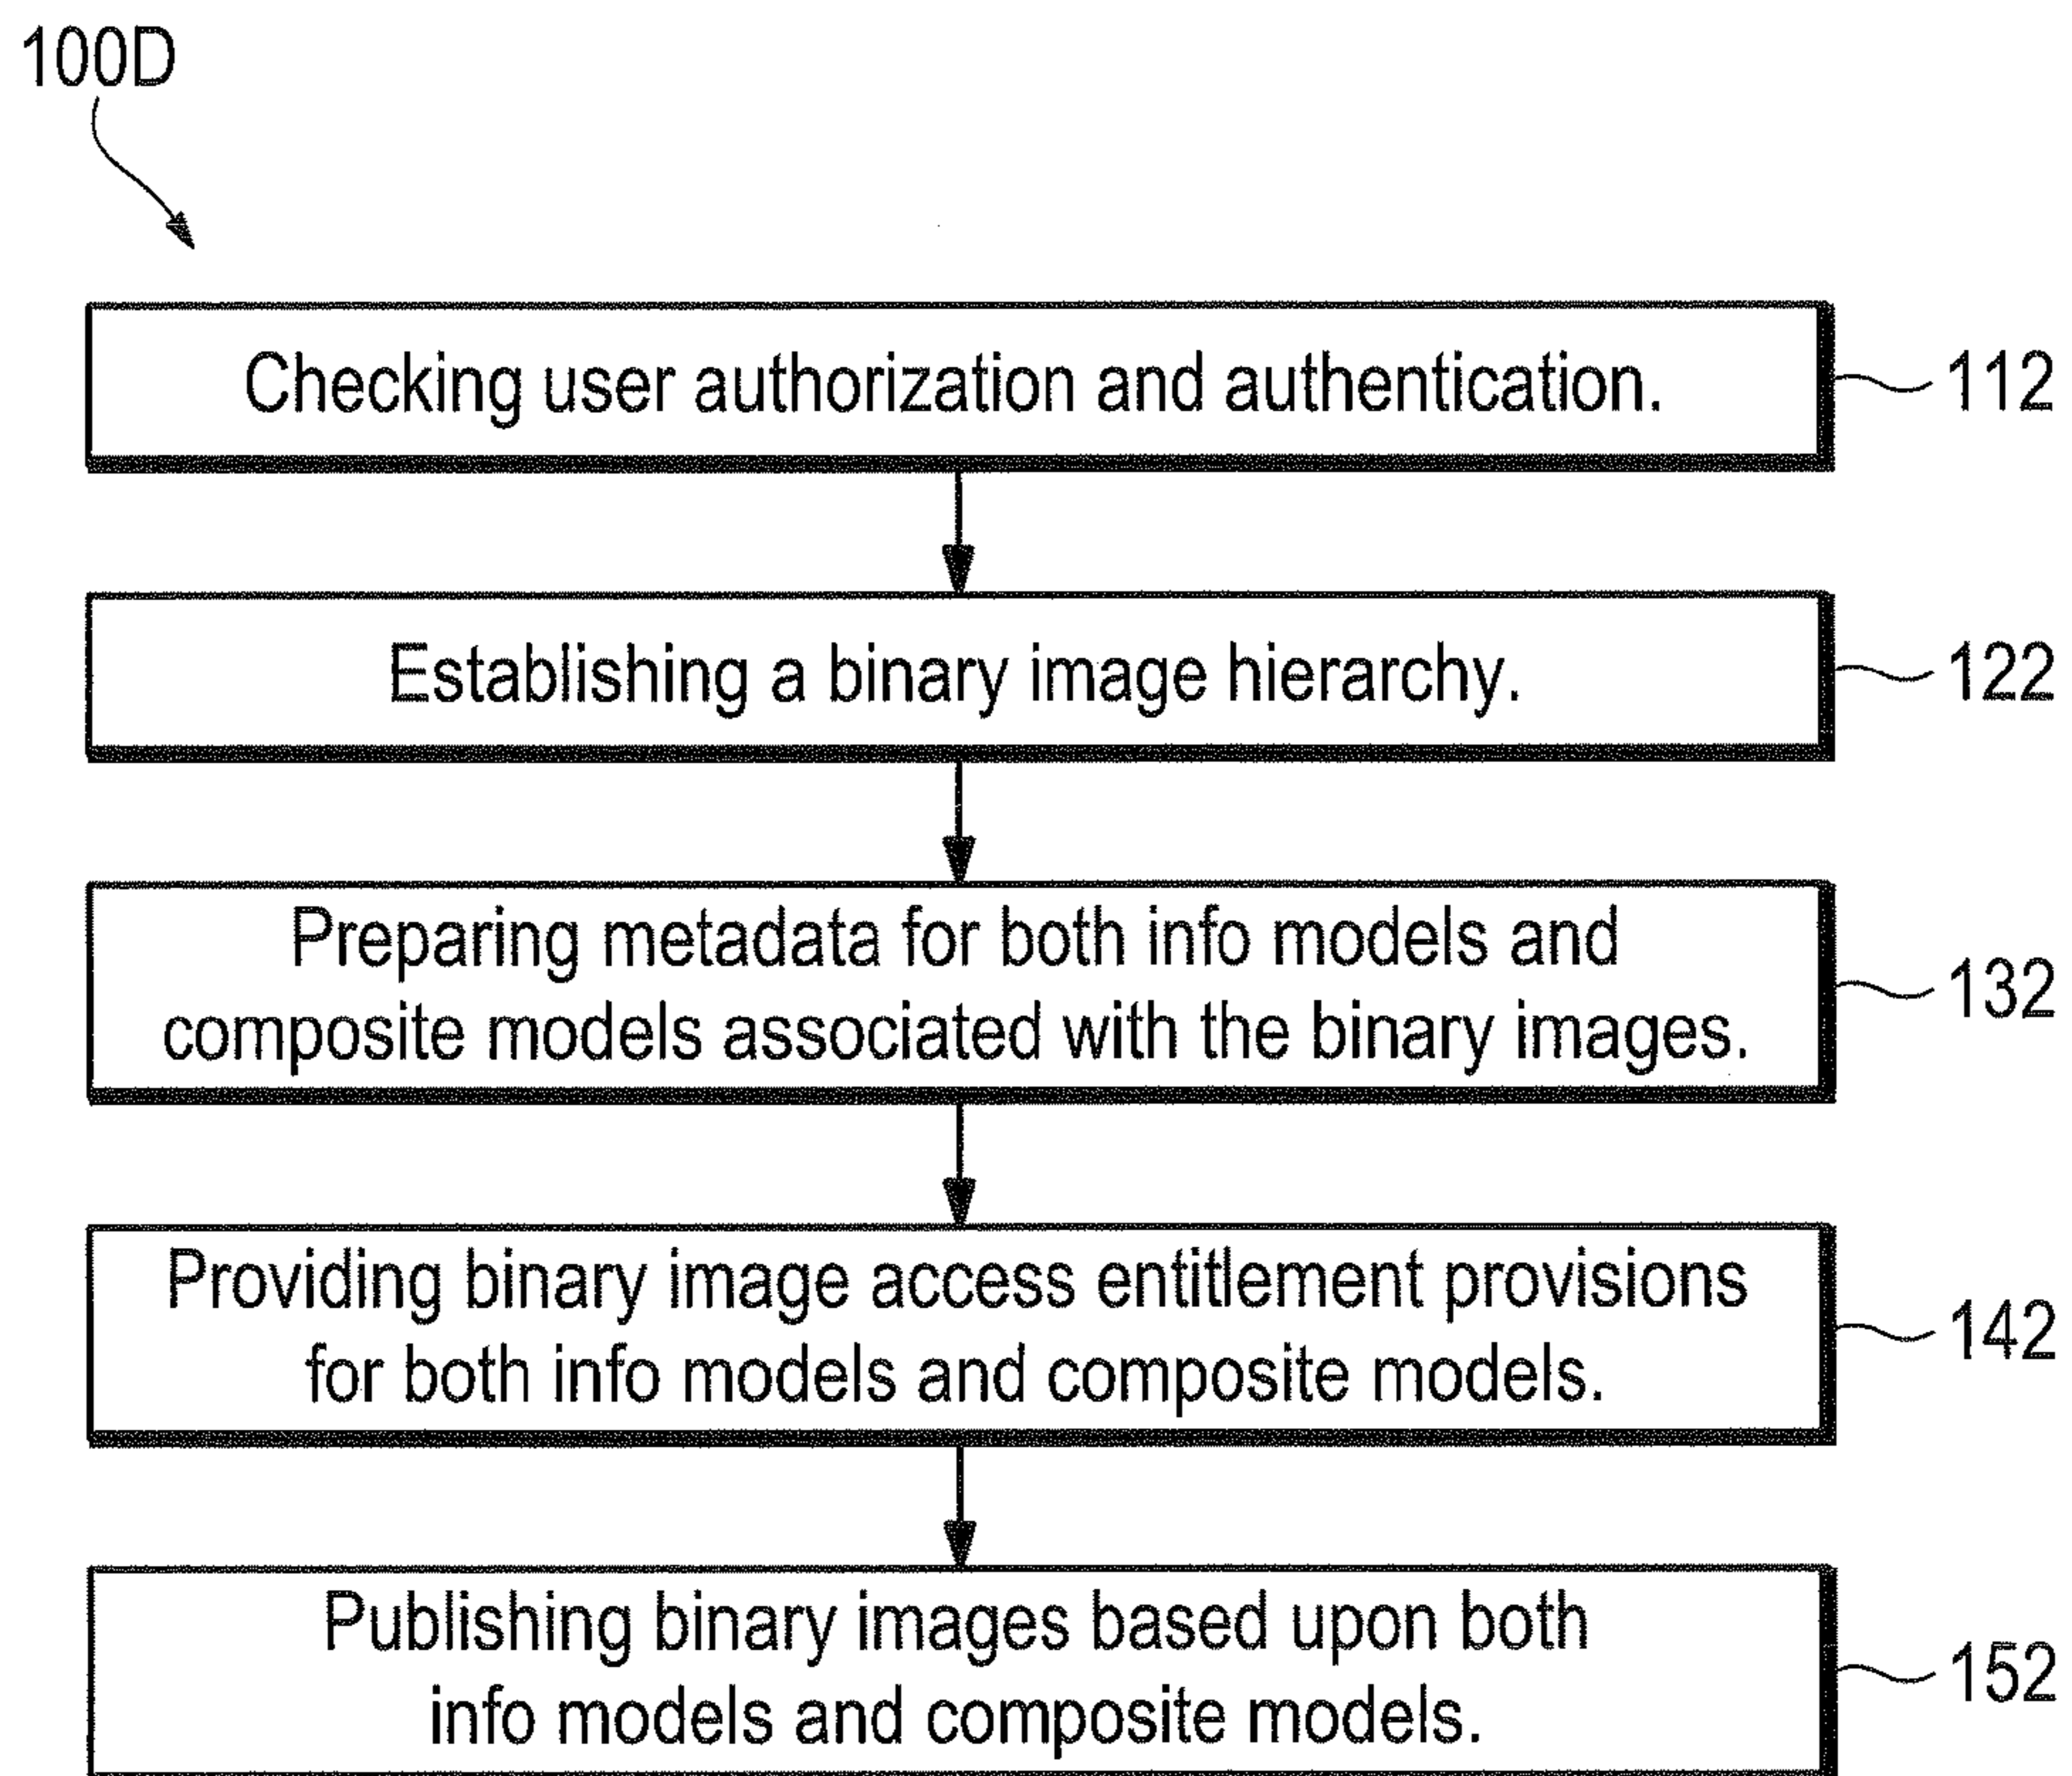 100D
Checking user authorization and authentication.
112
Establishing a binary image hierarchy.
122
Preparing metadata for both info models and
composite models associated with the binary images.
132
Providing binary image access entitlement provisions
for both info models and composite models.
142
Publishing binary images based upon both
info models and composite models.
152